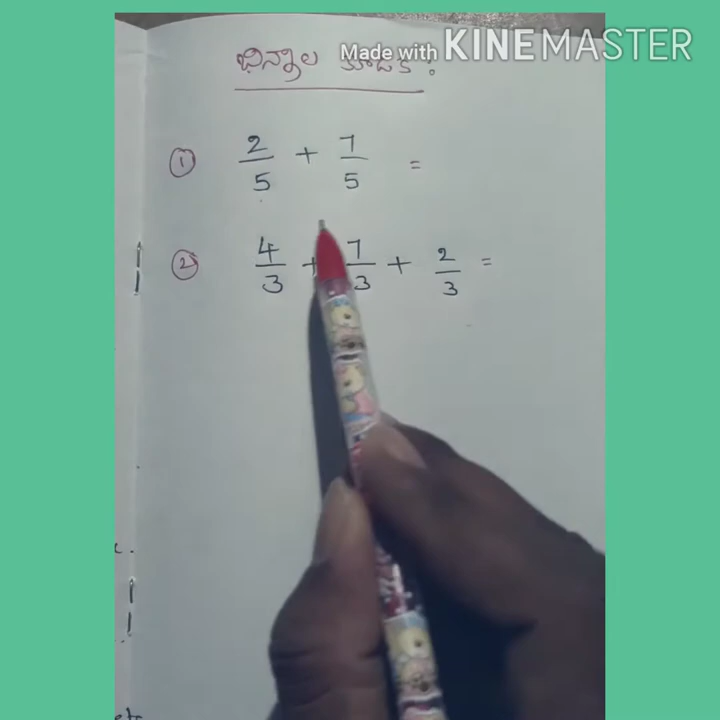 Made with KINEMASTER
భిన్నాల కూడిక :
① 2/5 + 7/5 =
② 4/3 + 7/3 + 2/3 =